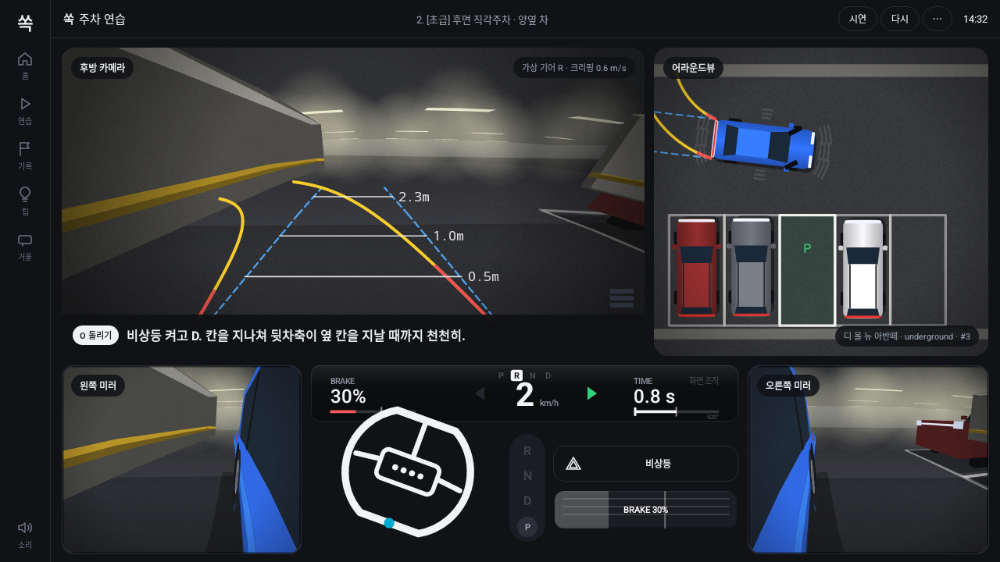 쏙
쏙 주차 연습
2. [초급] 후면 직각주차 · 양옆 차
시연
다시
···
14:32
홈
연습
기록
팁
거울
소리
후방 카메라
가상 기어 R · 크리핑 0.6 m/s
2.3m
1.0m
0.5m
0 돌리기
비상등 켜고 D. 칸을 지나쳐 뒷차축이 옆 칸을 지날 때까지 천천히.
어라운드뷰
P
디 올 뉴 아반떼 · underground · #3
왼쪽 미러
P R N D
BRAKE
30%
2 km/h
TIME
0.8 s
화면 조작
R
N
D
P
비상등
BRAKE 30%
오른쪽 미러